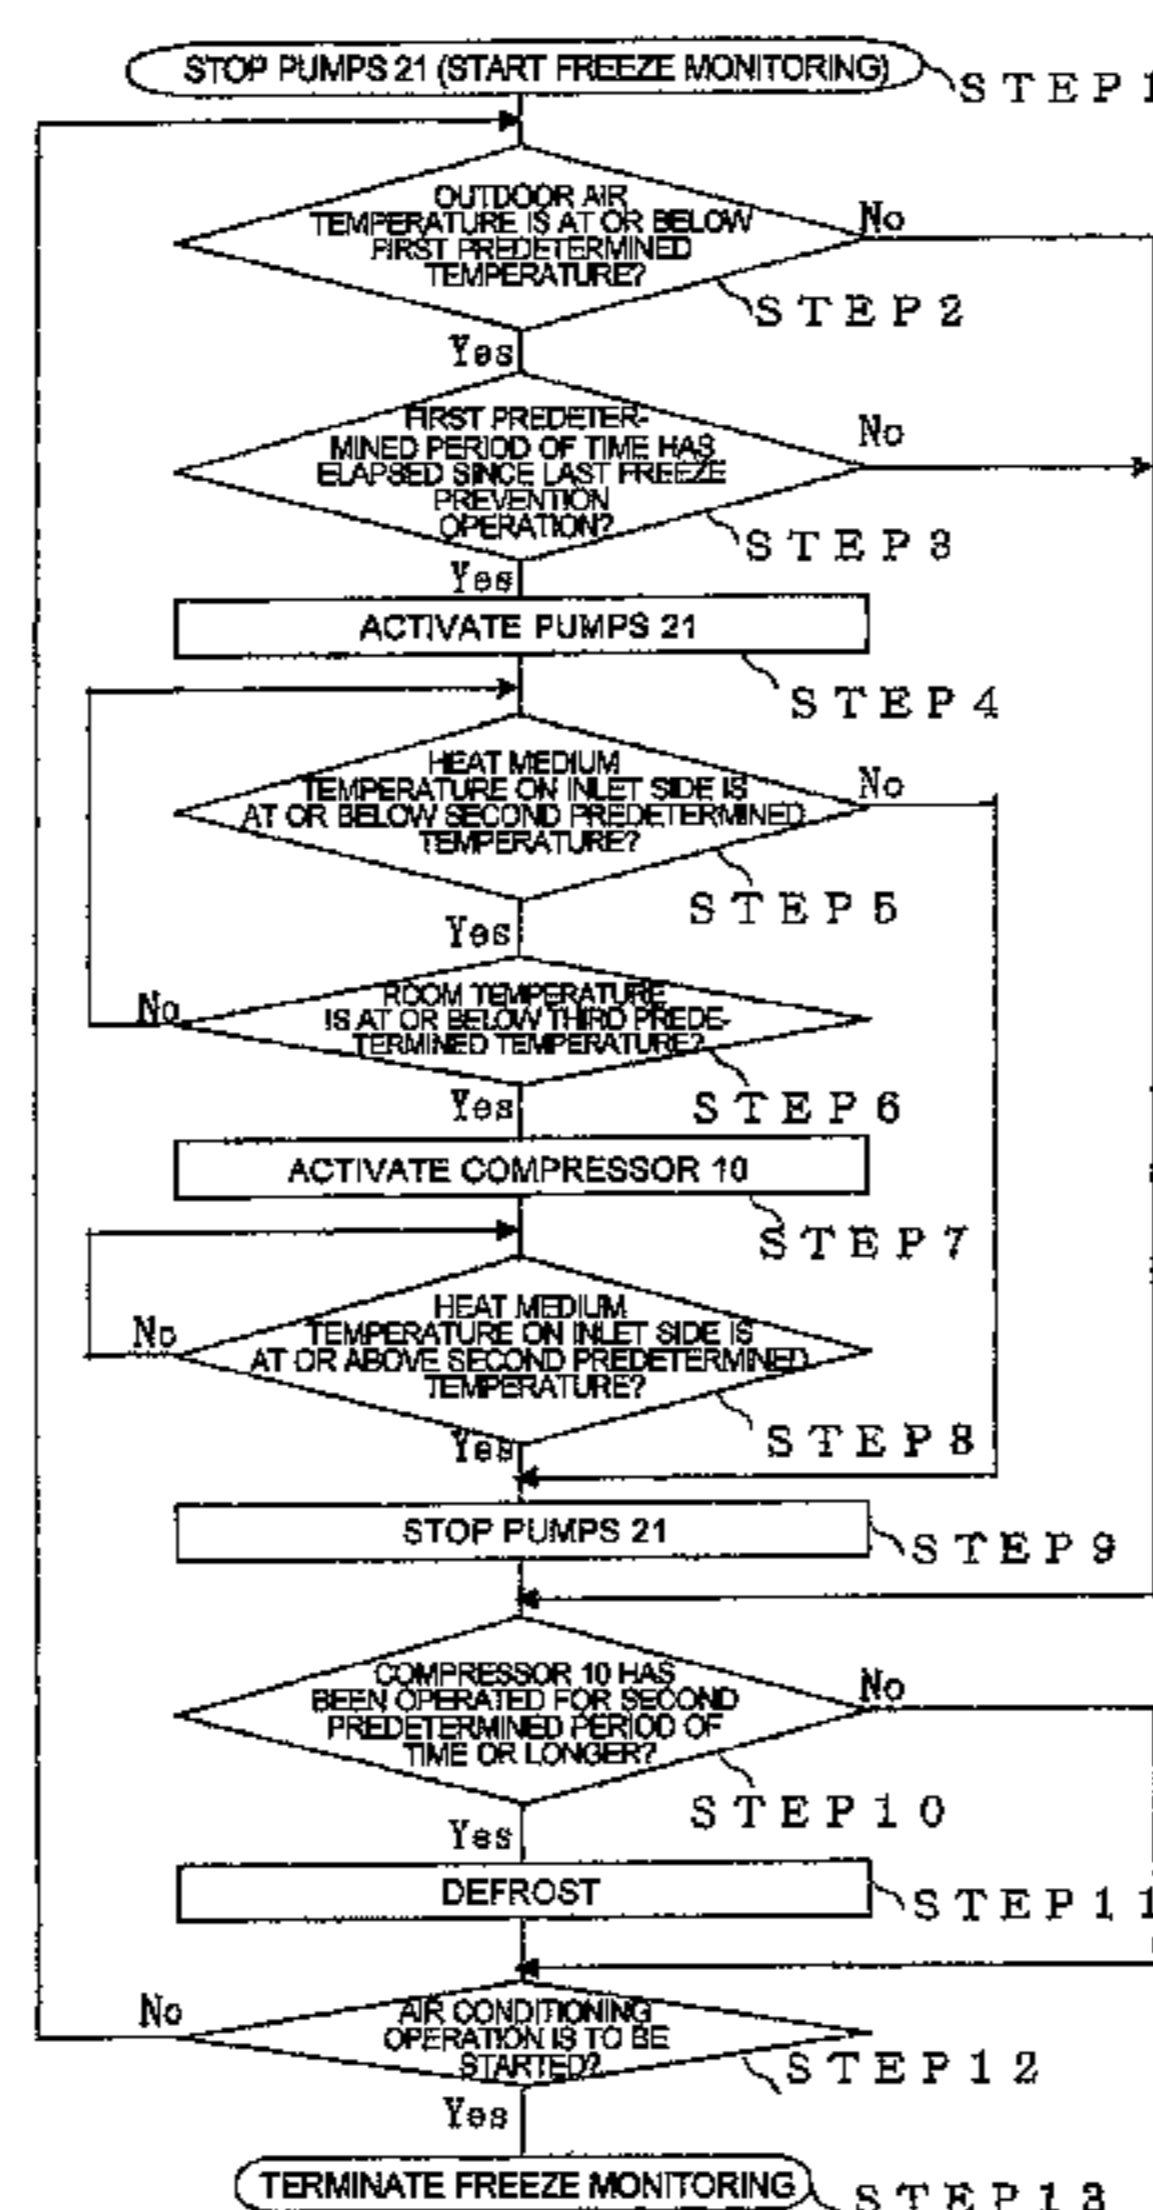 STOP PUMPS 21 (START FREEZE MONITORING)
STEP 1
OUTDOOR AIR
TEMPERATURE IS AT OR BELOW
FIRST PREDETERMINED
TEMPERATURE?
No
STEP 2
Yes
FIRST PREDETER-
MINED PERIOD OF TIME HAS
ELAPSED SINCE LAST FREEZE
PREVENTION
OPERATION?
No
STEP 3
Yes
ACTIVATE PUMPS 21
STEP 4
HEAT MEDIUM
TEMPERATURE ON INLET SIDE IS
AT OR BELOW SECOND PREDETERMINED
TEMPERATURE?
No
STEP 5
Yes
ROOM TEMPERATURE
IS AT OR BELOW THIRD PREDE-
TERMINED TEMPERATURE?
No
STEP 6
Yes
ACTIVATE COMPRESSOR 10
STEP 7
HEAT MEDIUM
TEMPERATURE ON INLET SIDE IS
AT OR ABOVE SECOND PREDETERMINED
TEMPERATURE?
No
STEP 8
Yes
STOP PUMPS 21
STEP 9
COMPRESSOR 10 HAS
BEEN OPERATED FOR SECOND
PREDETERMINED PERIOD OF
TIME OR LONGER?
No
STEP 10
Yes
DEFROST
STEP 11
AIR CONDITIONING
OPERATION IS TO BE
STARTED?
No
STEP 12
Yes
TERMINATE FREEZE MONITORING
STEP 13